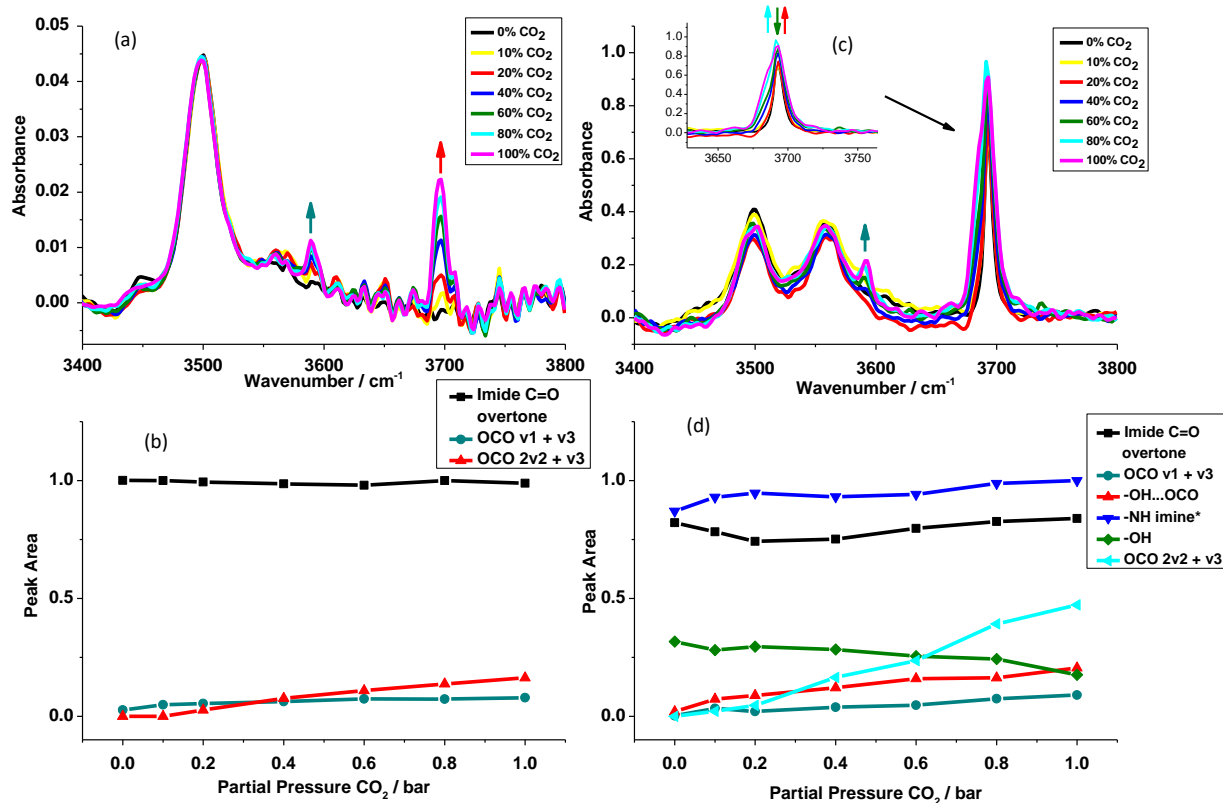 (a)
0% CO2
10% CO2
20% CO2
40% CO2
60% CO2
80% CO2
100% CO2
0.05
0.04
0.03
0.02
0.01
0.00
Absorbance
3400
3500
3600
3700
3800
Wavenumber / cm-1
(c)
1.0
0.8
0.6
0.4
0.2
0.0
3650
3700
3750
0% CO2
10% CO2
20% CO2
40% CO2
60% CO2
80% CO2
100% CO2
1.0
0.8
0.6
0.4
0.2
0.0
Absorbance
3400
3500
3600
3700
3800
Wavenumber / cm-1
(b)
Imide C=O
overtone
OCO v1 + v3
OCO 2v2 + v3
1.0
0.5
0.0
Peak Area
0.0
0.2
0.4
0.6
0.8
1.0
Partial Pressure CO2 / bar
(d)
Imide C=O
overtone
OCO v1 + v3
-OH...OCO
-NH imine*
-OH
OCO 2v2 + v3
1.0
0.5
0.0
Peak Area
0.0
0.2
0.4
0.6
0.8
1.0
Partial Pressure CO2 / bar